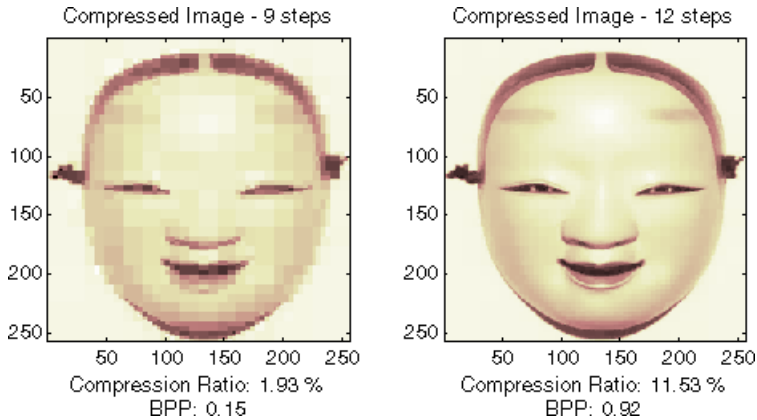 Compressed Image - 9 steps
50
100
150
200
250
50 100 150 200 250
Compression Ratio: 1.93 %
BPP: 0.15
Compressed Image - 12 steps
50
100
150
200
250
50 100 150 200 250
Compression Ratio: 11.53 %
BPP: 0.92